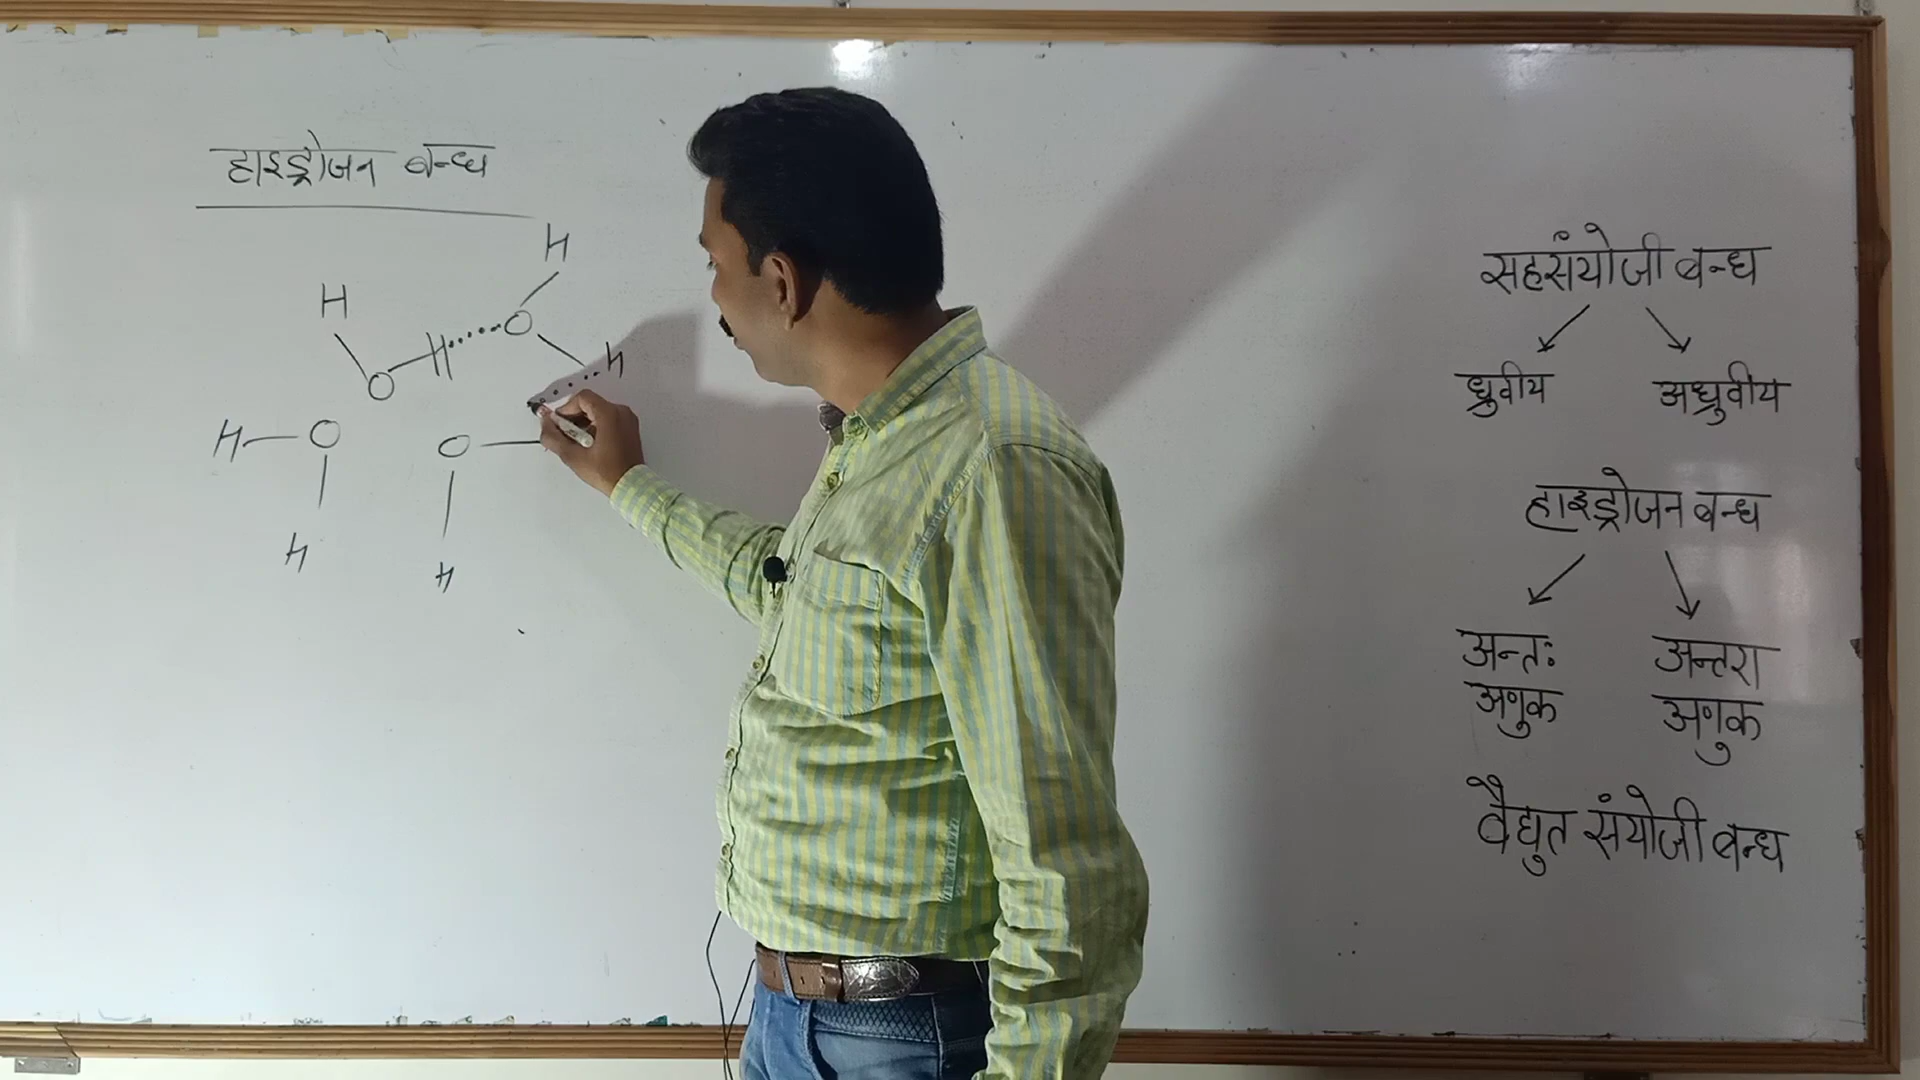 हाइड्रोजन बन्ध
H
H
O H O H
H O O
H H
सहसंयोजी बन्ध
ध्रुवीय अध्रुवीय
हाइड्रोजन बन्ध
अन्तः अन्तरा
अणुक अणुक
वैद्युत संयोजी बन्ध